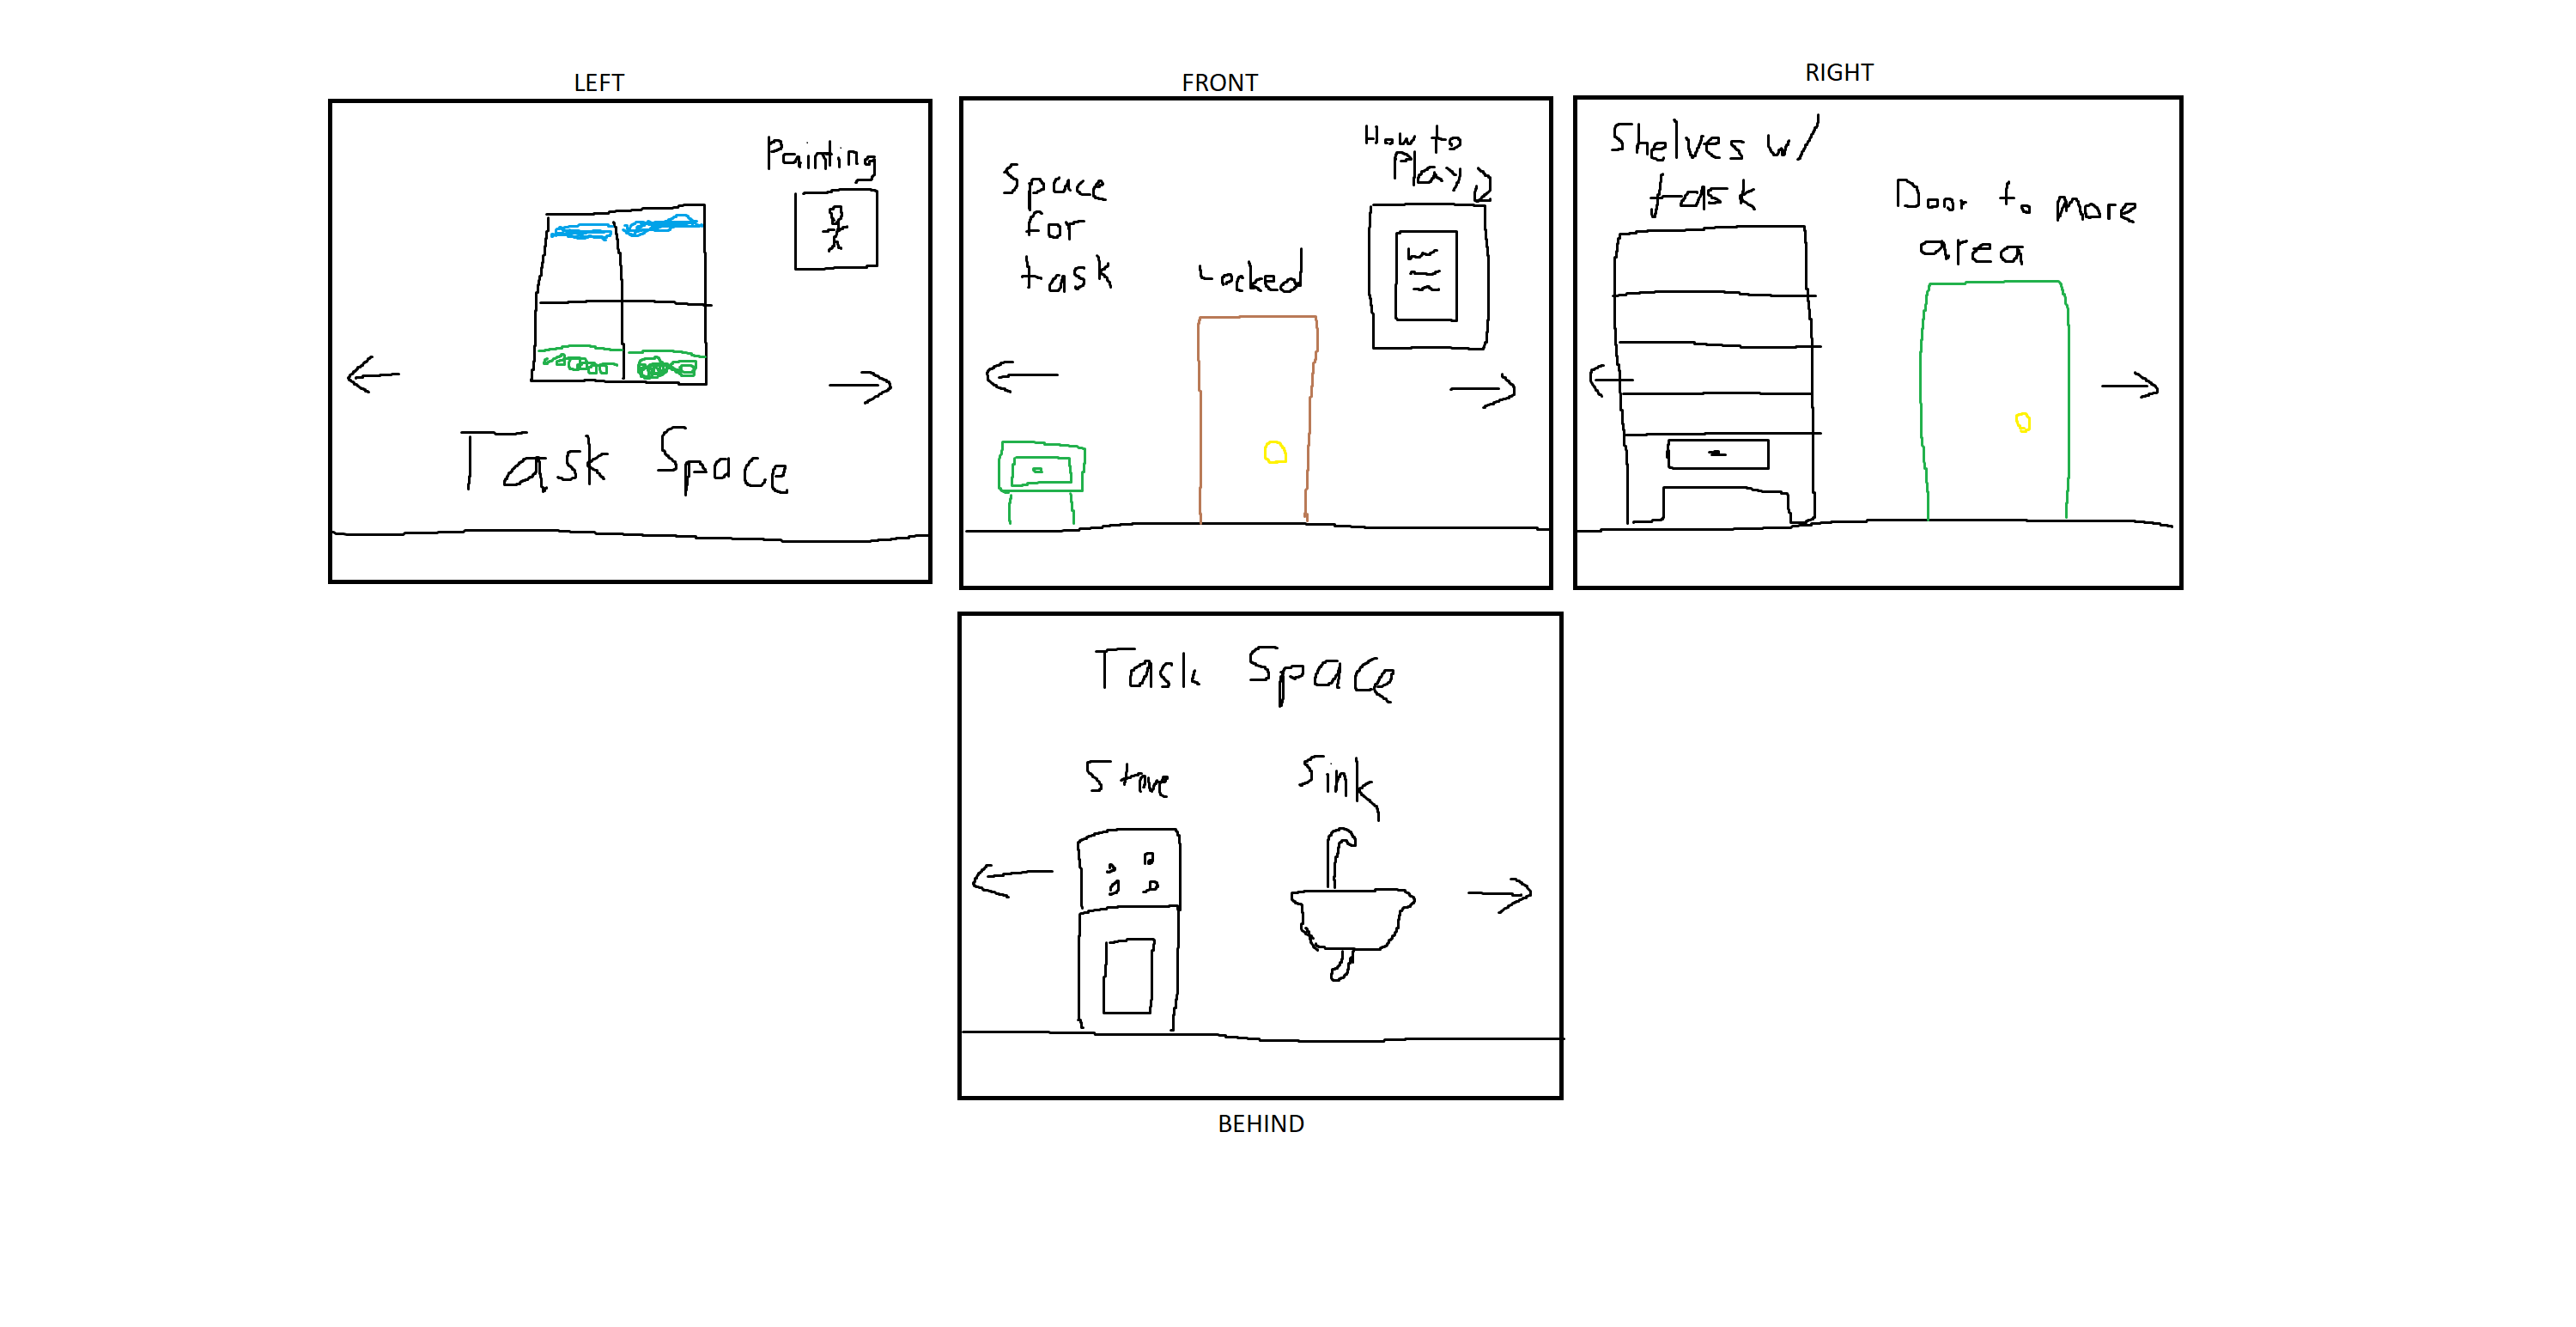 LEFT
Painting
Task Space
FRONT
Space
for
task
Locked
How to
Play
RIGHT
Shelves w/
task
Door to more
area
Task Space
Stove
Sink
BEHIND